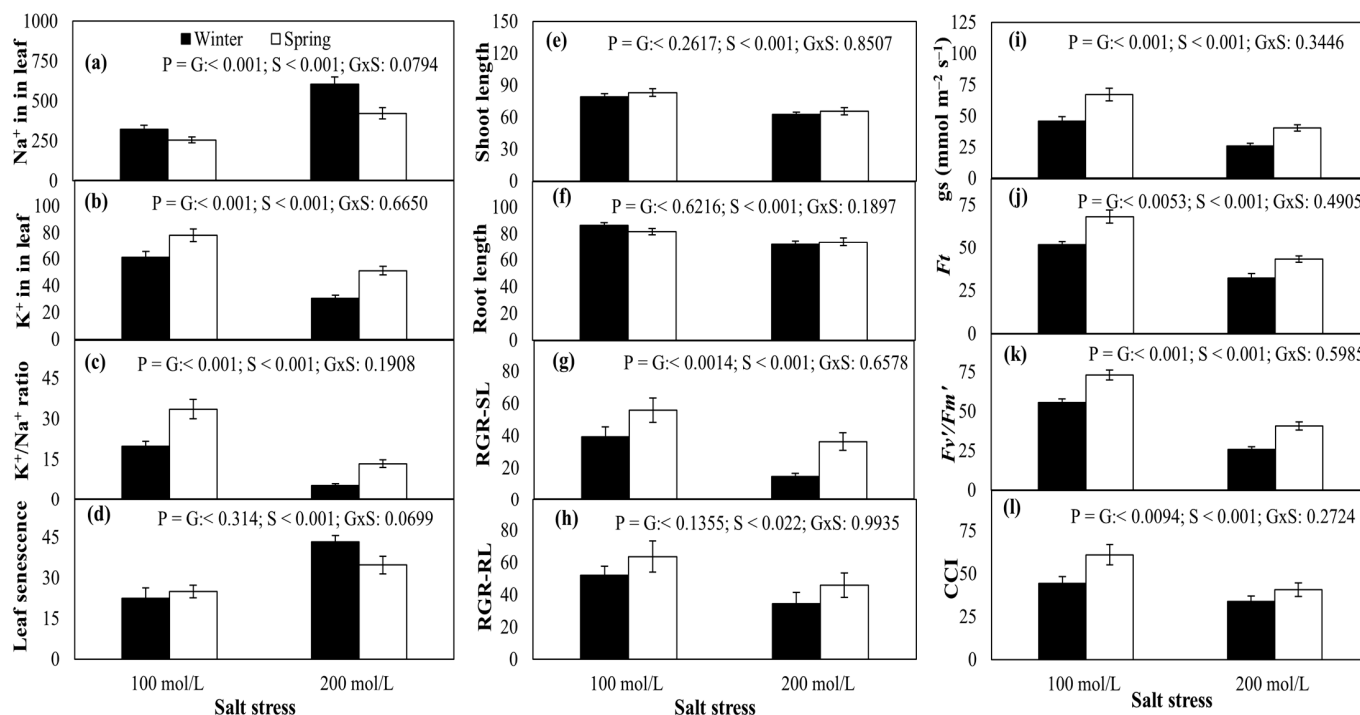 Na⁺ in in leaf
1000
750
500
250
0
■ Winter □ Spring
(a)
P = G:< 0.001; S < 0.001; GxS: 0.0794
K⁺ in in leaf
100
80
60
40
20
0
(b)
P = G:< 0.001; S < 0.001; GxS: 0.6650
K⁺/Na⁺ ratio
45
30
15
0
(c)
P = G:< 0.001; S < 0.001; GxS: 0.1908
Leaf senescence
45
30
15
0
(d)
P = G:< 0.314; S < 0.001; GxS: 0.0699
100 mol/L
200 mol/L
Salt stress
Shoot length
150
120
90
60
30
0
(e)
P = G:< 0.2617; S < 0.001; GxS: 0.8507
Root length
100
80
60
40
20
0
(f)
P = G:< 0.6216; S < 0.001; GxS: 0.1897
RGR-SL
80
60
40
20
0
(g)
P = G:< 0.0014; S < 0.001; GxS: 0.6578
RGR-RL
80
60
40
20
0
(h)
P = G:< 0.1355; S < 0.022; GxS: 0.9935
100 mol/L
200 mol/L
Salt stress
gs (mmol m⁻² s⁻¹)
125
100
75
50
25
0
(i)
P = G:< 0.001; S < 0.001; GxS: 0.3446
Ft
75
50
25
0
(j)
P = G:< 0.0053; S < 0.001; GxS: 0.4905
Fv'/Fm'
75
50
25
0
(k)
P = G:< 0.001; S < 0.001; GxS: 0.5985
CCI
75
50
25
0
(l)
P = G:< 0.0094; S < 0.001; GxS: 0.2724
100 mol/L
200 mol/L
Salt stress